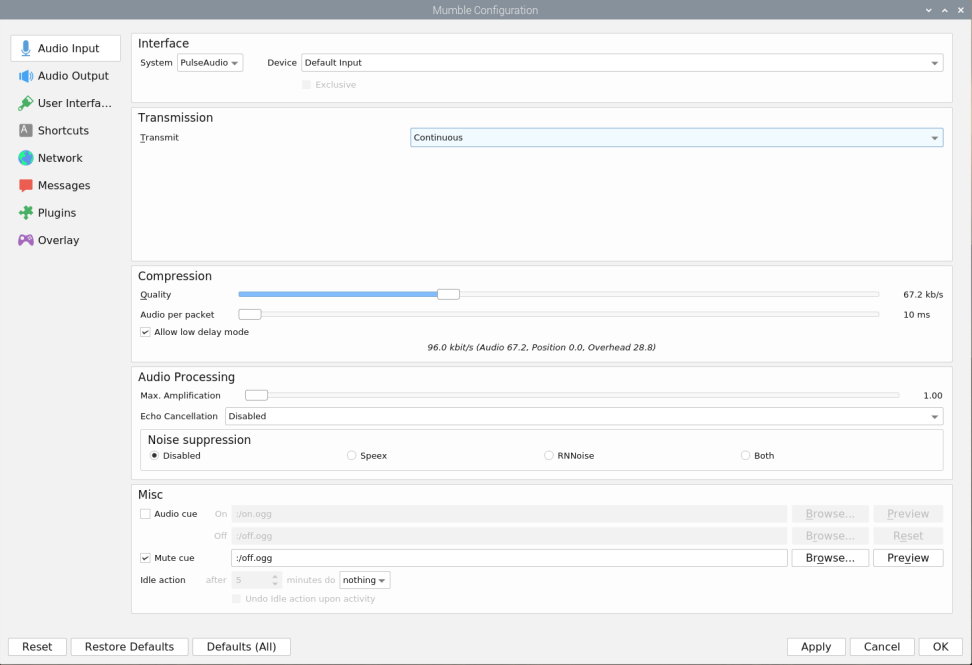 Mumble Configuration
Audio Input
Audio Output
User Interfa...
Shortcuts
Network
Messages
Plugins
Overlay
Interface
System PulseAudio Device Default Input
Exclusive
Transmission
Transmit Continuous
Compression
Quality 67.2 kb/s
Audio per packet 10 ms
Allow low delay mode
96.0 kbit/s (Audio 67.2, Position 0.0, Overhead 28.8)
Audio Processing
Max. Amplification 1.00
Echo Cancellation Disabled
Noise suppression
Disabled Speex RNNoise Both
Misc
Audio cue On :/on.ogg Browse... Preview
Off :/off.ogg Browse... Reset
Mute cue :/off.ogg Browse... Preview
Idle action after 5 minutes do nothing
Undo Idle action upon activity
Reset Restore Defaults Defaults (All) Apply Cancel OK